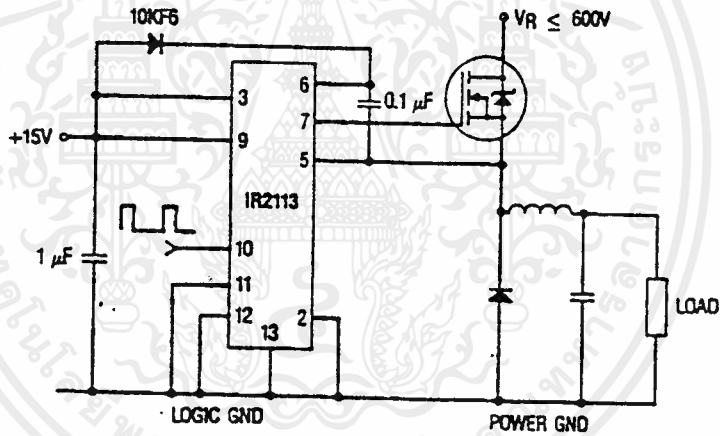 10KF6
VR ≤ 600V
6
3
0.1 µF
7
+15V
9
5
IR2113
10
1 µF
11
12
2
13
LOAD
LOGIC GND
POWER GND